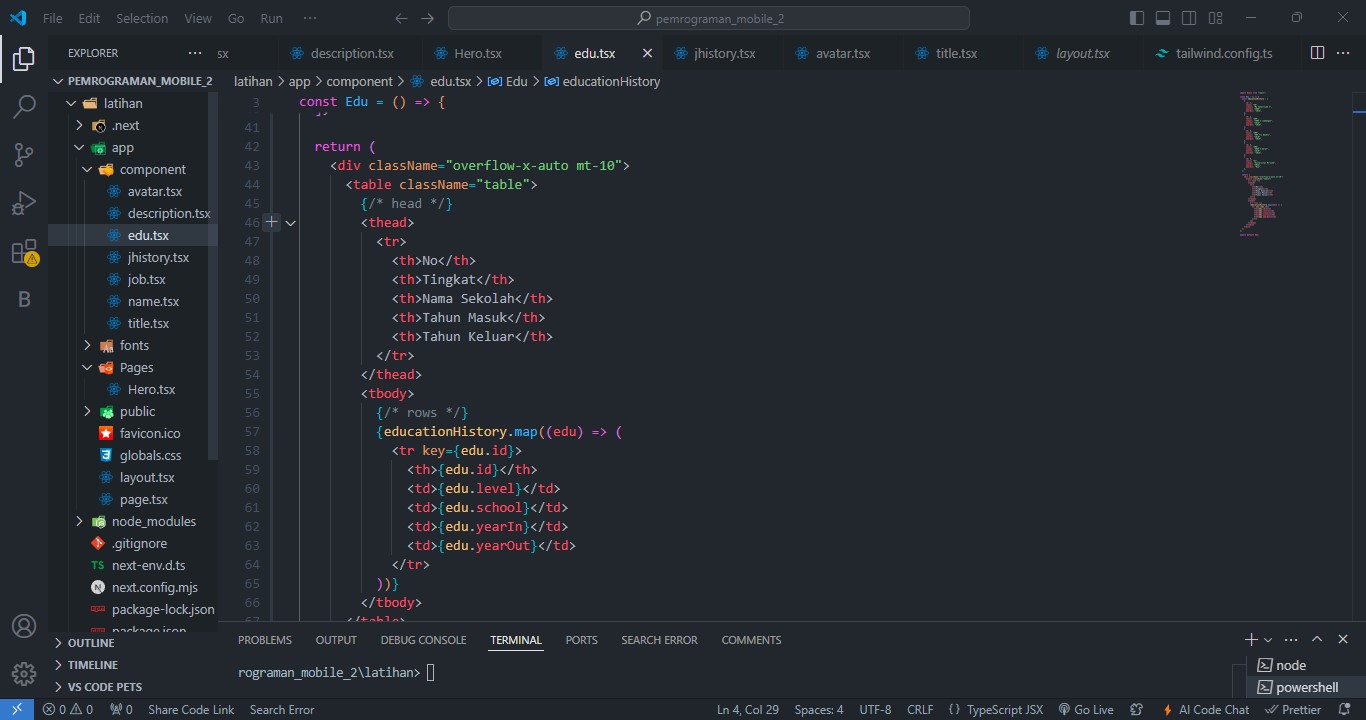 File Edit Selection View Go Run ··· pemrograman_mobile_2
EXPLORER ···
sx description.tsx Hero.tsx edu.tsx jhistory.tsx avatar.tsx title.tsx layout.tsx tailwind.config.ts ···
PEMROGRAMAN_MOBILE_2
latihan
.next
app
component
avatar.tsx
description.tsx
edu.tsx
jhistory.tsx
job.tsx
name.tsx
title.tsx
fonts
Pages
Hero.tsx
public
favicon.ico
globals.css
layout.tsx
page.tsx
node_modules
.gitignore
TS next-env.d.ts
N next.config.mjs
package-lock.json
package.json
OUTLINE
TIMELINE
VS CODE PETS
latihan > app > component > edu.tsx > Edu > educationHistory
3 const Edu = () => {
41 ];
42 return (
43 <div className="overflow-x-auto mt-10">
44 <table className="table">
45 {/* head */}
46 <thead>
47 <tr>
48 <th>No</th>
49 <th>Tingkat</th>
50 <th>Nama Sekolah</th>
51 <th>Tahun Masuk</th>
52 <th>Tahun Keluar</th>
53 </tr>
54 </thead>
55 <tbody>
56 {/* rows */}
57 {educationHistory.map((edu) => (
58 <tr key={edu.id}>
59 <th>{edu.id}</th>
60 <td>{edu.level}</td>
61 <td>{edu.school}</td>
62 <td>{edu.yearIn}</td>
63 <td>{edu.yearOut}</td>
64 </tr>
65 ))}
66 </tbody>
67 </table>
PROBLEMS OUTPUT DEBUG CONSOLE TERMINAL PORTS SEARCH ERROR COMMENTS
rograman_mobile_2\latihan>
node
powershell
0 0 0 Share Code Link Search Error Ln 4, Col 29 Spaces: 4 UTF-8 CRLF {} TypeScript JSX Go Live AI Code Chat Prettier